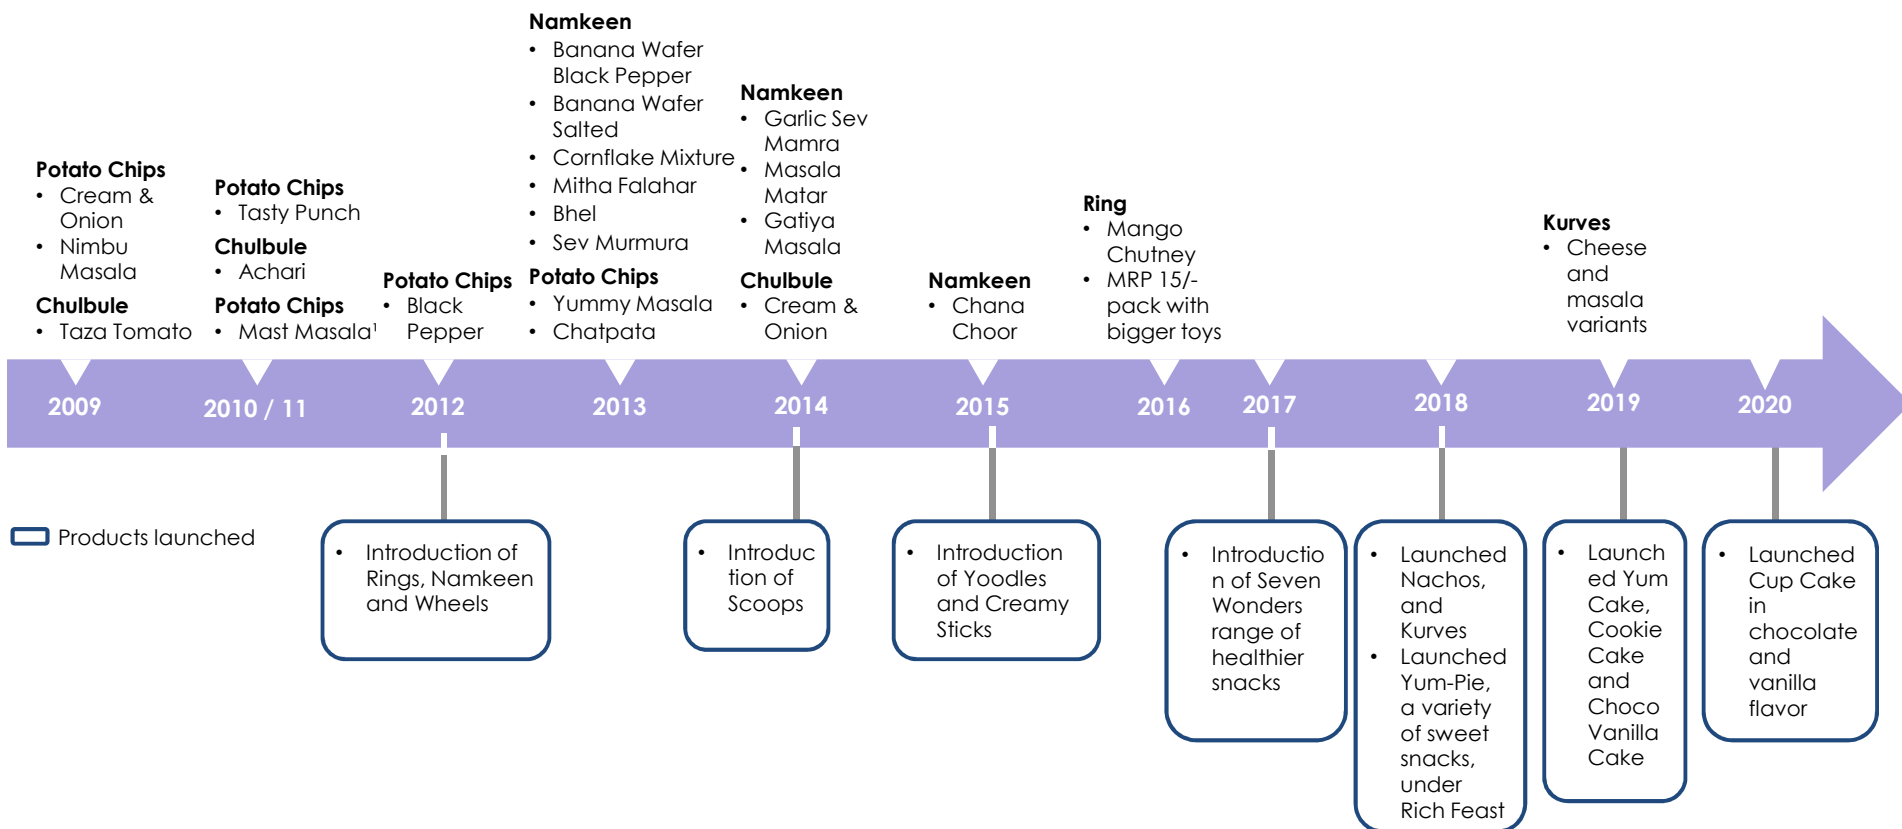 Potato Chips
• Cream &
Onion
• Nimbu
Masala
Chulbule
• Taza Tomato
Potato Chips
• Tasty Punch
Chulbule
• Achari
Potato Chips
• Mast Masala¹
Potato Chips
• Black
Pepper
Namkeen
• Banana Wafer
Black Pepper
• Banana Wafer
Salted
• Cornflake Mixture
• Mitha Falahar
• Bhel
• Sev Murmura
Potato Chips
• Yummy Masala
• Chatpata
Namkeen
• Garlic Sev
Mamra
• Masala
Matar
• Gatiya
Masala
Chulbule
• Cream &
Onion
Namkeen
• Chana
Choor
Ring
• Mango
Chutney
• MRP 15/-
pack with
bigger toys
Kurves
• Cheese
and
masala
variants
2009
2010 / 11
2012
2013
2014
2015
2016
2017
2018
2019
2020
Products launched
• Introduction of
Rings, Namkeen
and Wheels
• Introduc
tion of
Scoops
• Introduction
of Yoodles
and Creamy
Sticks
• Introductio
n of Seven
Wonders
range of
healthier
snacks
• Launched
Nachos,
and
Kurves
• Launched
Yum-Pie,
a variety
of sweet
snacks,
under
Rich Feast
• Launch
ed Yum
Cake,
Cookie
Cake
and
Choco
Vanilla
Cake
• Launched
Cup Cake
in
chocolate
and
vanilla
flavor